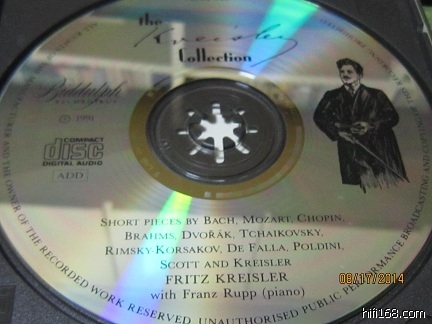 the
Kreisler
Collection
Biddulph
RECORDINGS
℗ 1991
COMPACT
disc
DIGITAL AUDIO
ADD
SHORT PIECES BY BACH, MOZART, CHOPIN,
BRAHMS, DVOŘÁK, TCHAIKOVSKY,
RIMSKY-KORSAKOV, DE FALLA, POLDINI,
SCOTT AND KREISLER
FRITZ KREISLER
with Franz Rupp (piano)
AND THE OWNER OF THE RECORDED WORK RESERVED. UNAUTHORISED PUBLIC PERFORMANCE BROADCASTING AND
08/17/2014
hifi168.com